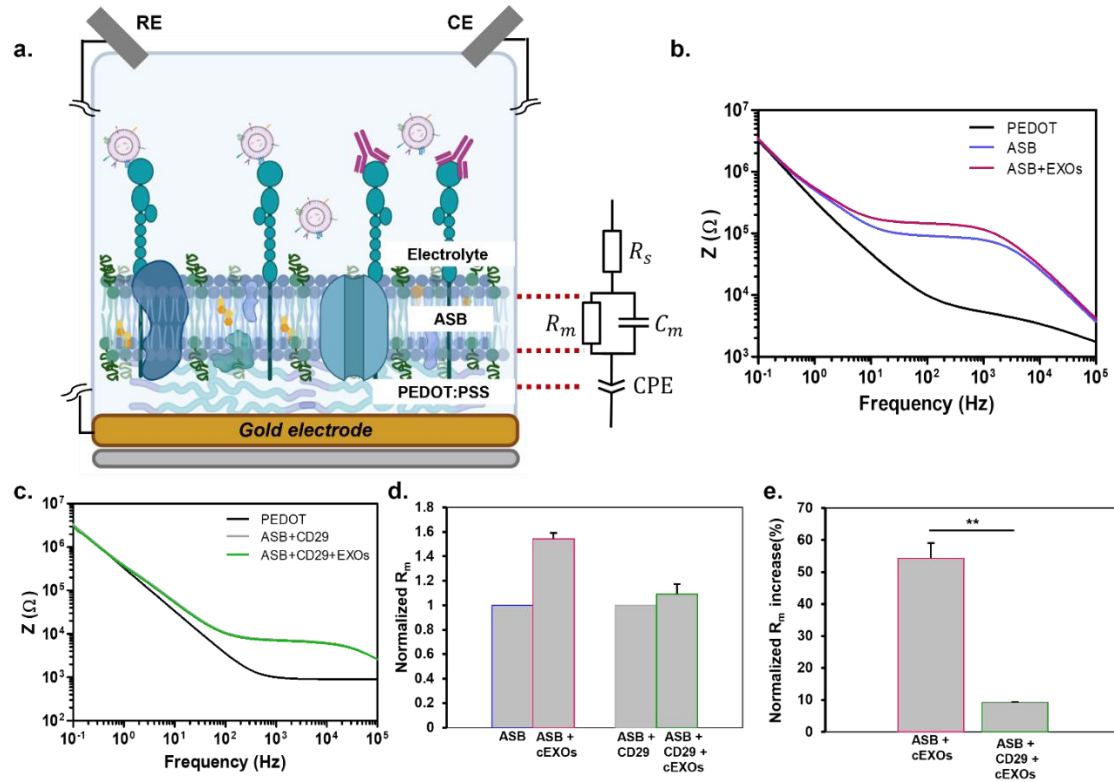 a.
RE
CE
Electrolyte
ASB
PEDOT:PSS
Gold electrode
R_s
R_m
C_m
CPE
b.
10^7
10^6
10^5
10^4
10^3
Z (Ω)
PEDOT
ASB
ASB+EXOs
10^-1 10^0 10^1 10^2 10^3 10^4 10^5
Frequency (Hz)
c.
10^7
10^6
10^5
10^4
10^3
10^2
Z (Ω)
PEDOT
ASB+CD29
ASB+CD29+EXOs
10^-1 10^0 10^1 10^2 10^3 10^4 10^5
Frequency (Hz)
d.
1.8
1.6
1.4
1.2
1
0.8
0.6
0.4
0.2
0
Normalized R_m
ASB
ASB +
cEXOs
ASB +
CD29
ASB +
CD29 +
cEXOs
e.
80
70
60
50
40
30
20
10
0
Normalized R_m increase(%)
**
ASB +
cEXOs
ASB +
CD29 +
cEXOs